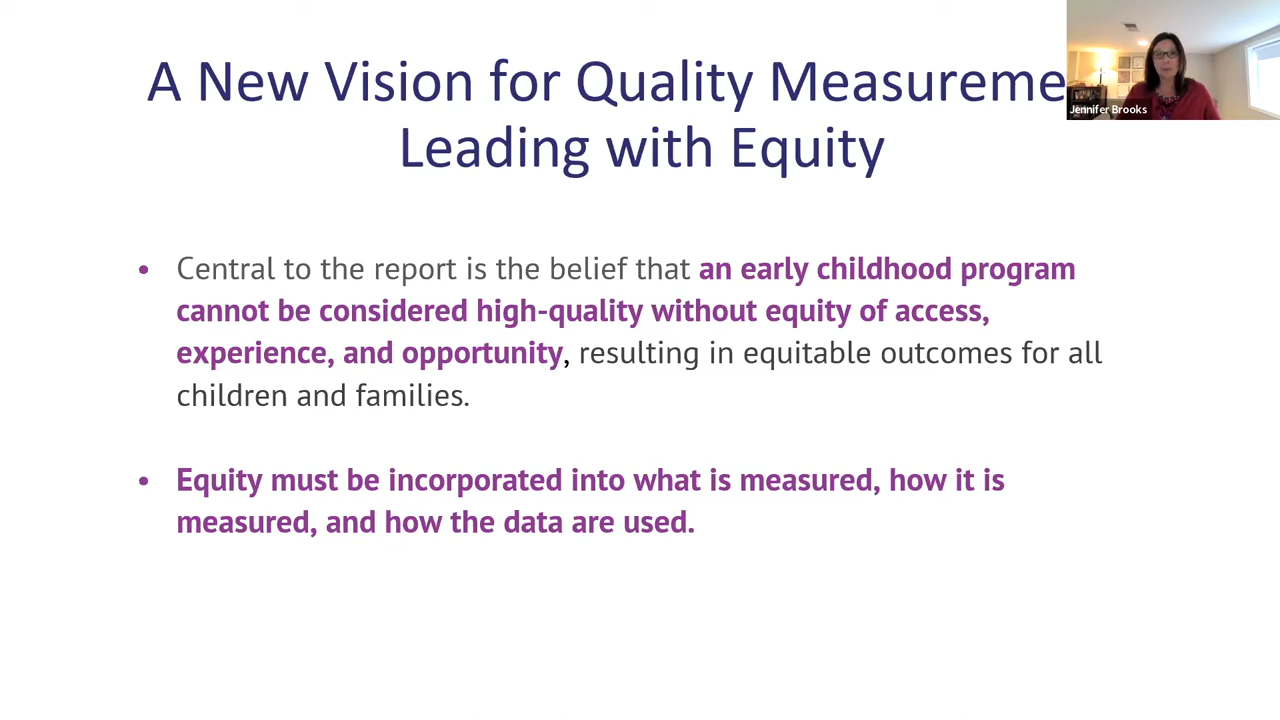 A New Vision for Quality Measureme
Leading with Equity
Jennifer Brooks
• Central to the report is the belief that an early childhood program
cannot be considered high-quality without equity of access,
experience, and opportunity, resulting in equitable outcomes for all
children and families.
• Equity must be incorporated into what is measured, how it is
measured, and how the data are used.